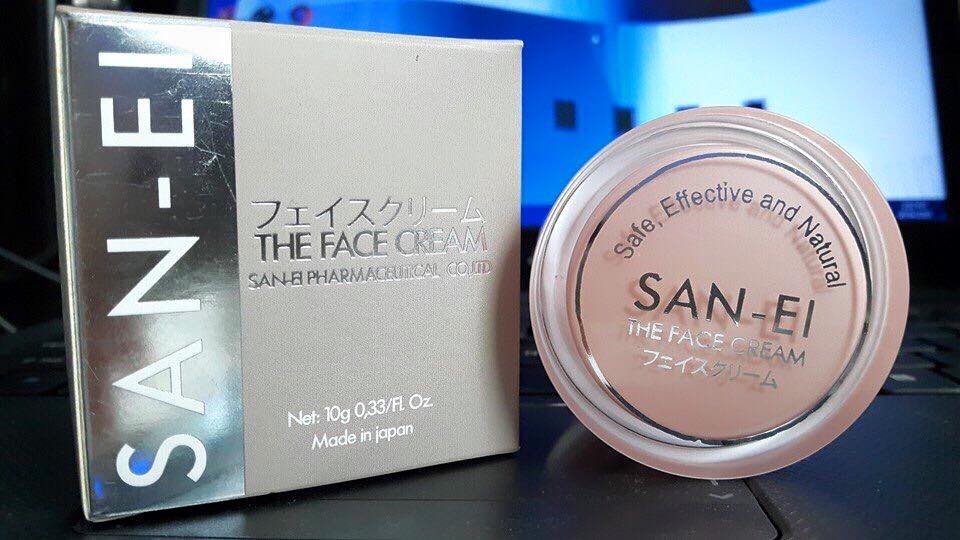 SAN-EI
フェイスクリーム
THE FACE CREAM
SAN-EI PHARMACEUTICAL CO.,LTD
Net: 10g 0,33/Fl. Oz.
Made in japan
Safe, Effective and Natural
SAN-EI
THE FACE CREAM
フェイスクリーム